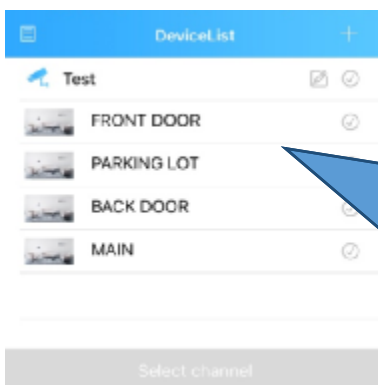 DeviceList
Test
FRONT DOOR
PARKING LOT
BACK DOOR
MAIN
Select channel